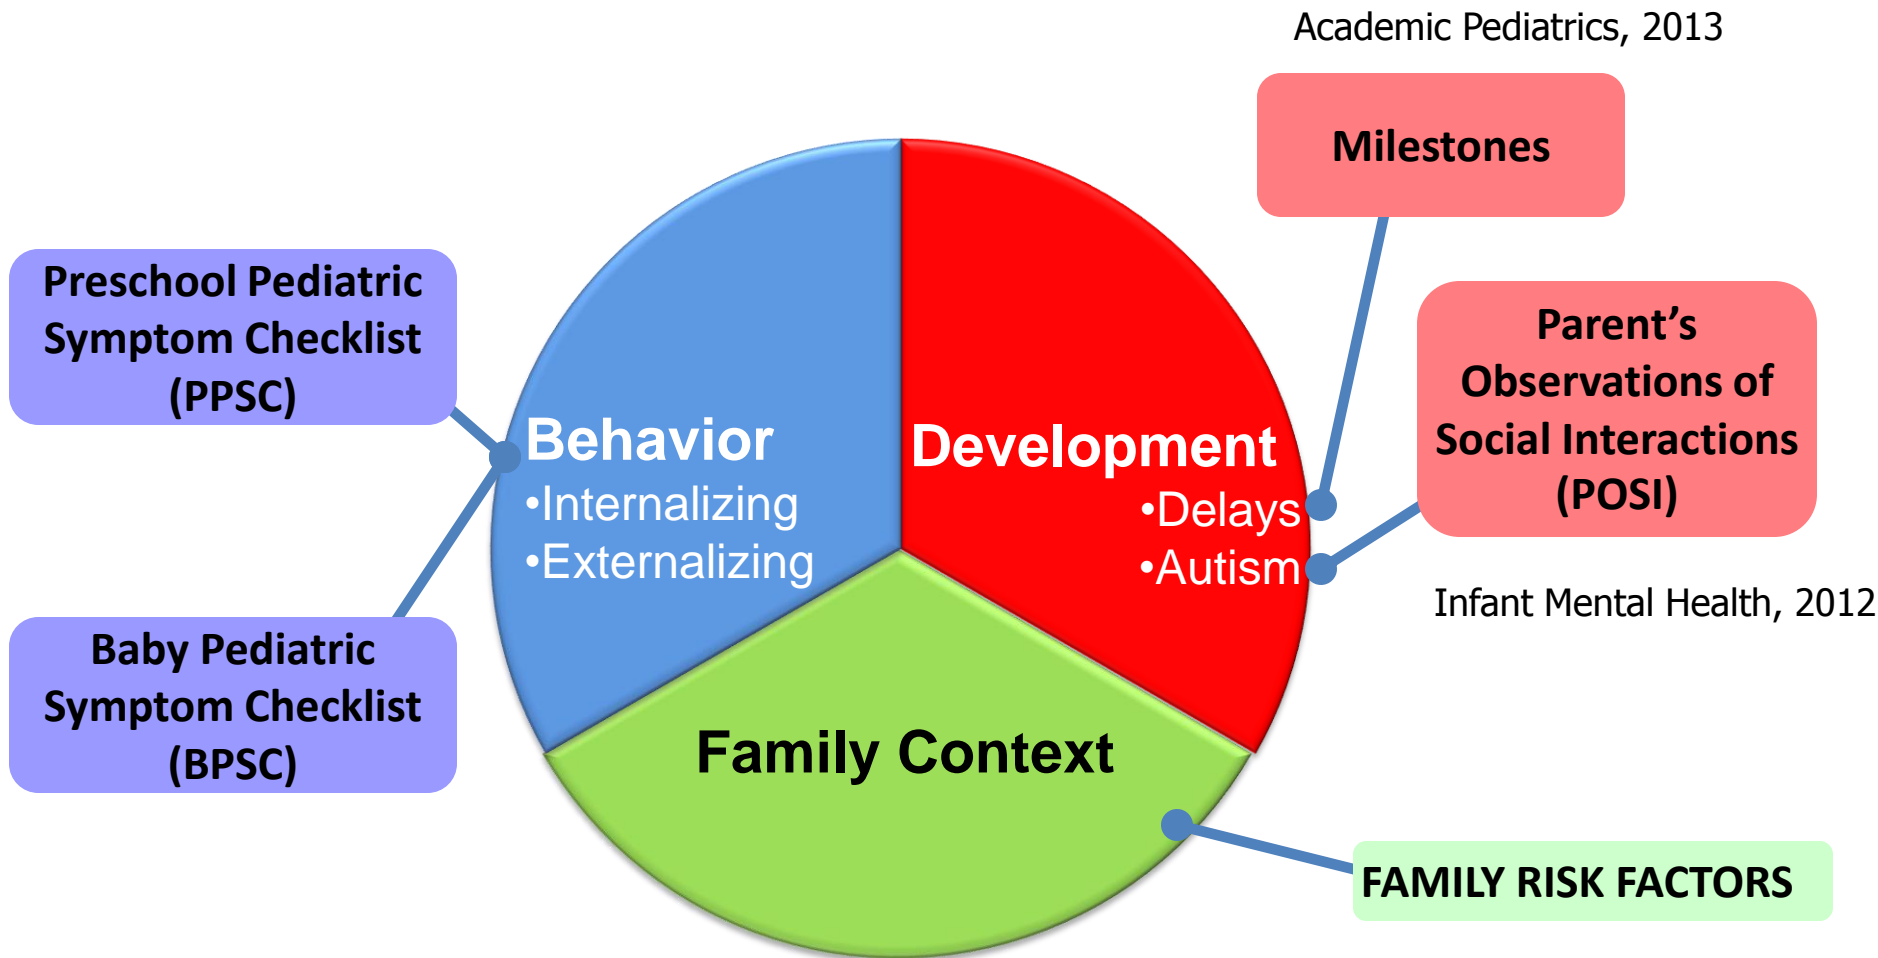 Academic Pediatrics, 2013
Milestones
Preschool Pediatric
Symptom Checklist
(PPSC)
Parent’s
Observations of
Social Interactions
(POSI)
Behavior
•Internalizing
•Externalizing
Development
•Delays
•Autism
Infant Mental Health, 2012
Baby Pediatric
Symptom Checklist
(BPSC)
Family Context
FAMILY RISK FACTORS